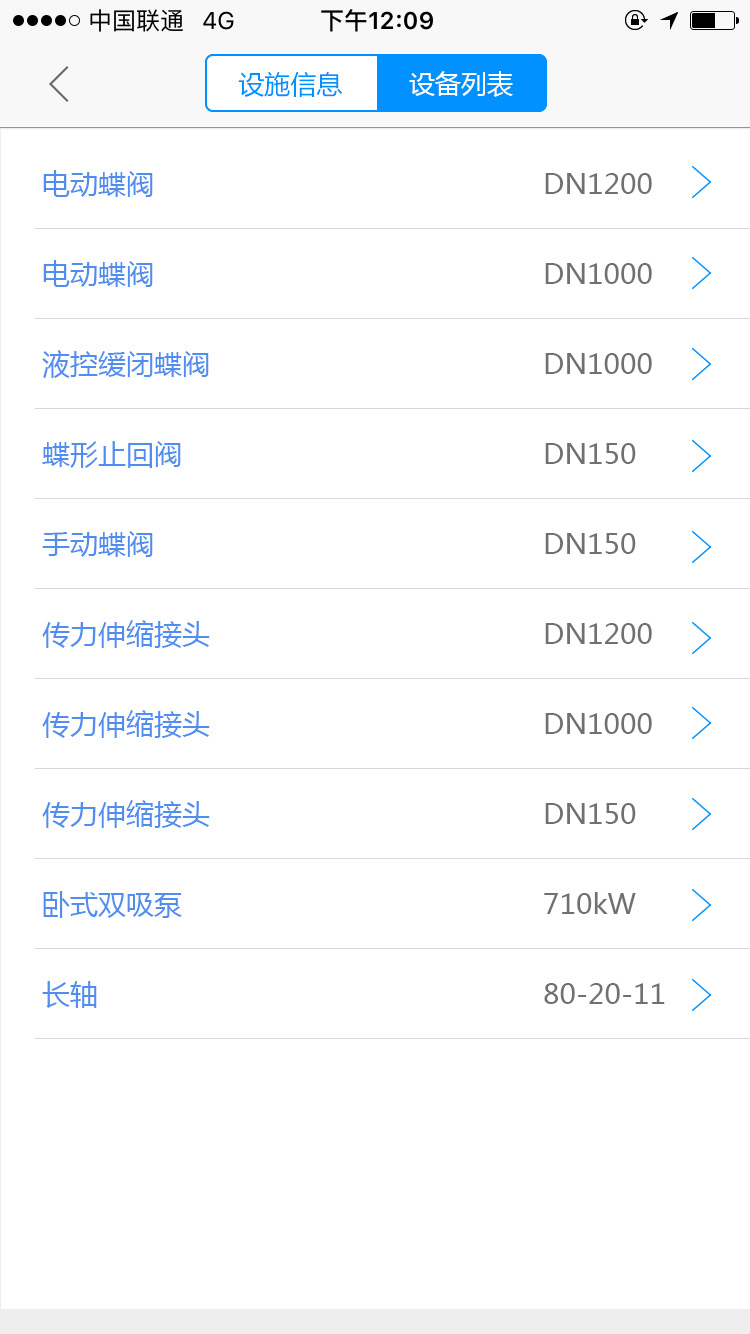 中国联通 4G 下午12:09
设施信息 设备列表
电动蝶阀 DN1200
电动蝶阀 DN1000
液控缓闭蝶阀 DN1000
蝶形止回阀 DN150
手动蝶阀 DN150
传力伸缩接头 DN1200
传力伸缩接头 DN1000
传力伸缩接头 DN150
卧式双吸泵 710kW
长轴 80-20-11